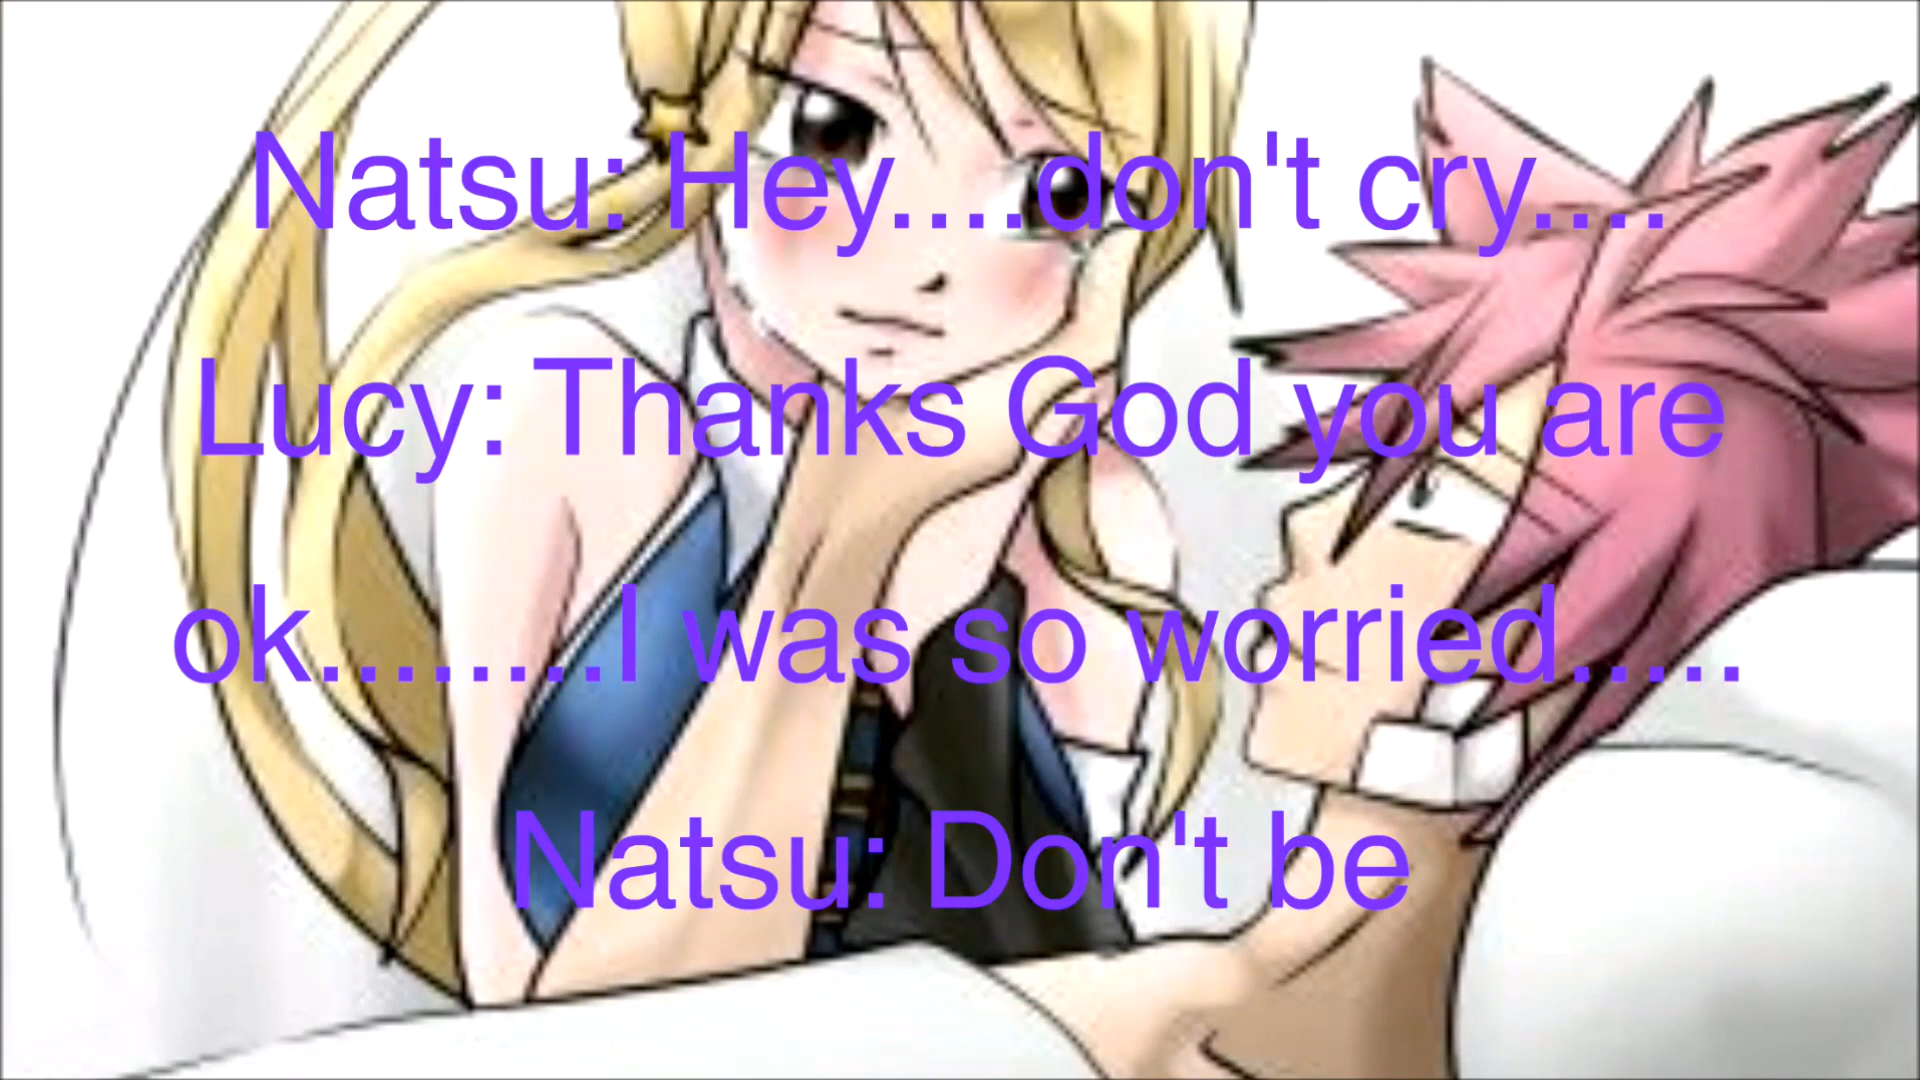 Natsu: Hey....don't cry....
Lucy: Thanks God you are
ok........I was so worried.....
Natsu: Don't be